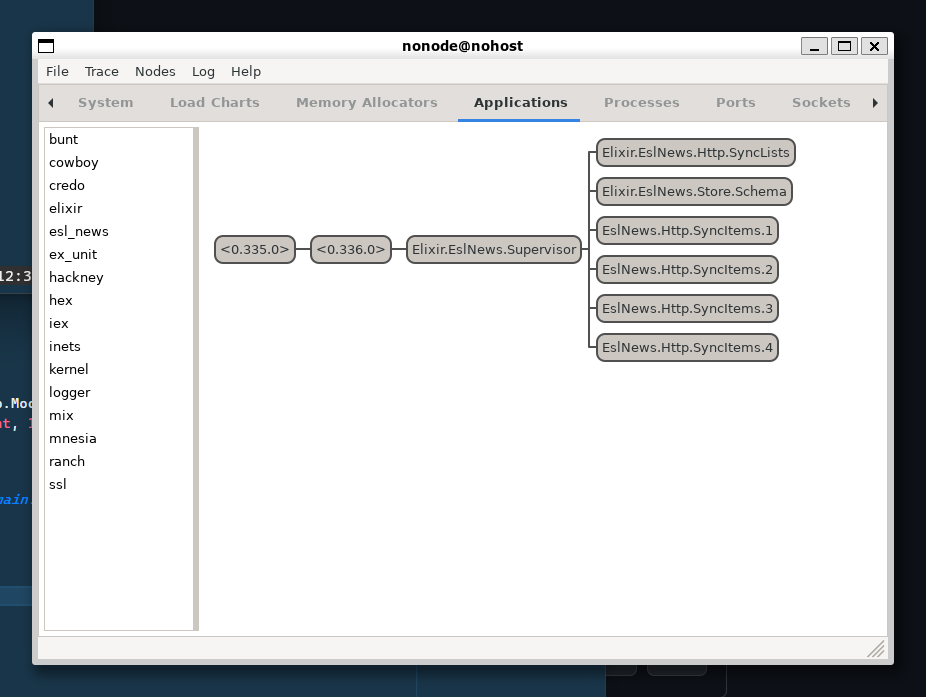 nonode@nohost
File Trace Nodes Log Help
System Load Charts Memory Allocators Applications Processes Ports Sockets
bunt
cowboy
credo
elixir
esl_news
ex_unit
hackney
hex
iex
inets
kernel
logger
mix
mnesia
ranch
ssl
<0.335.0> <0.336.0> Elixir.EslNews.Supervisor
Elixir.EslNews.Http.SyncLists
Elixir.EslNews.Store.Schema
EslNews.Http.SyncItems.1
EslNews.Http.SyncItems.2
EslNews.Http.SyncItems.3
EslNews.Http.SyncItems.4
12:3